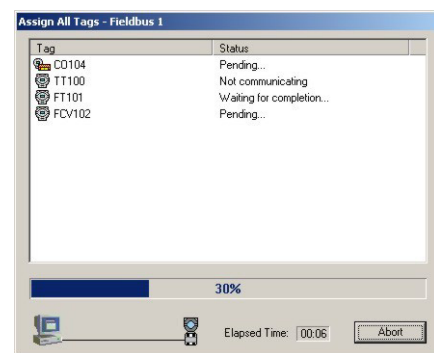 Assign All Tags - Fieldbus 1
Tag Status
CO104 Pending...
TT100 Not communicating
FT101 Waiting for completion...
FCV102 Pending...
30%
Elapsed Time: 00:06 Abort